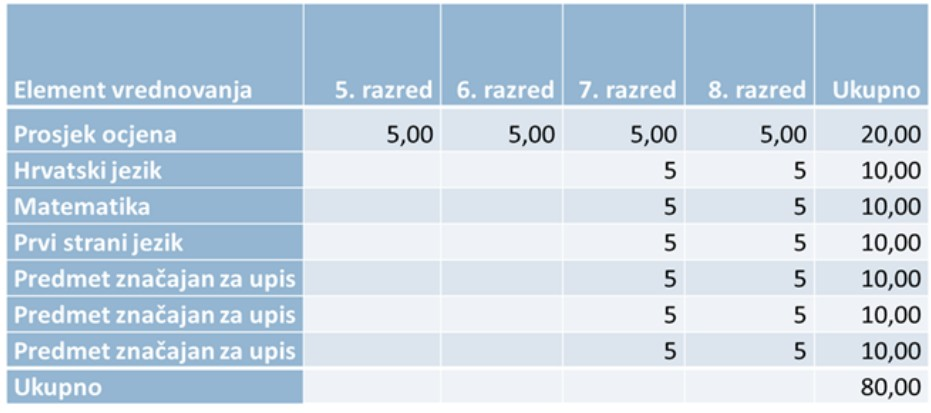 Element vrednovanja 5. razred 6. razred 7. razred 8. razred Ukupno
Prosjek ocjena 5,00 5,00 5,00 5,00 20,00
Hrvatski jezik 5 5 10,00
Matematika 5 5 10,00
Prvi strani jezik 5 5 10,00
Predmet značajan za upis 5 5 10,00
Predmet značajan za upis 5 5 10,00
Predmet značajan za upis 5 5 10,00
Ukupno 80,00